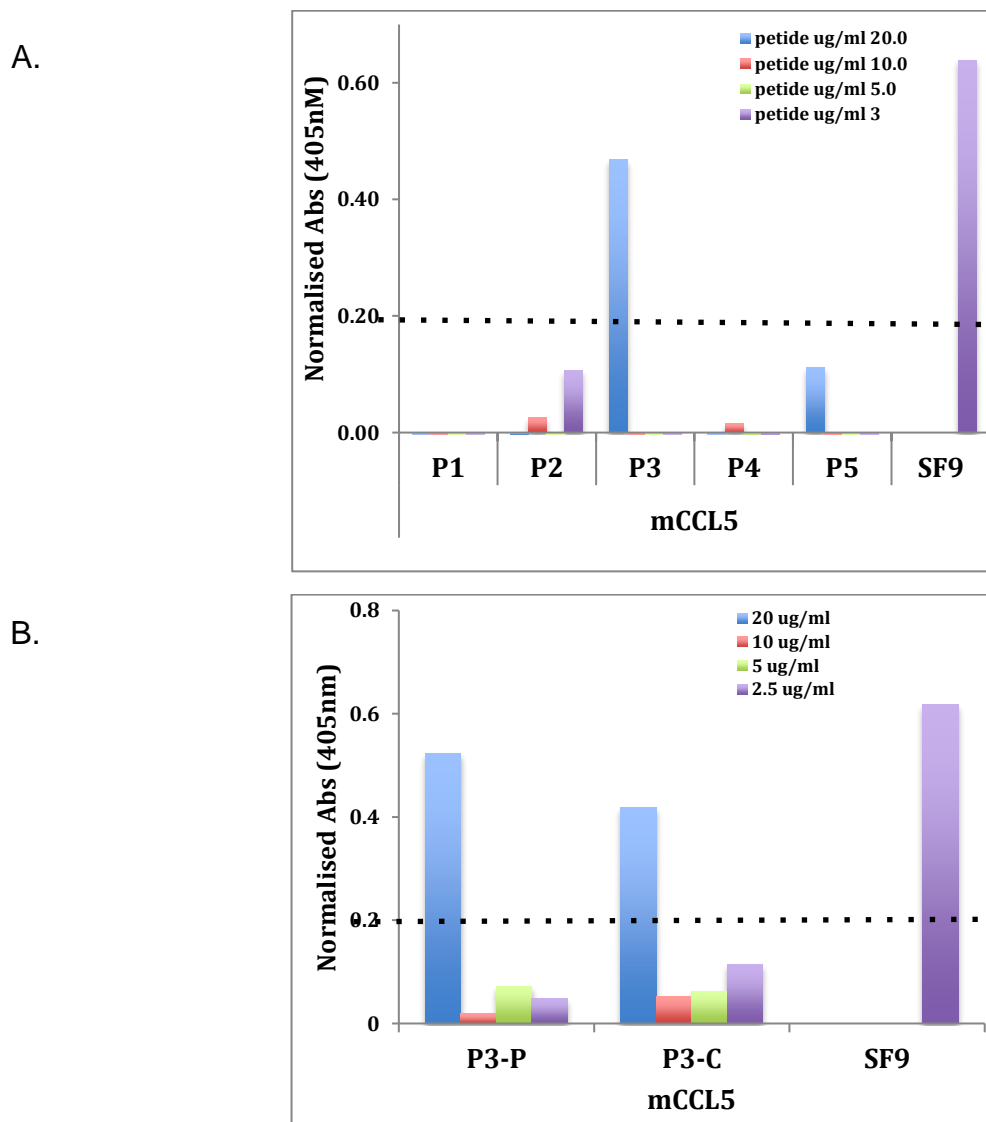 A.
petide ug/ml 20.0
petide ug/ml 10.0
petide ug/ml 5.0
petide ug/ml 3
Normalised Abs (405nM)
0.60
0.40
0.20
0.00
P1 P2 P3 P4 P5 SF9
mCCL5
B.
20 ug/ml
10 ug/ml
5 ug/ml
2.5 ug/ml
Normalised Abs (405nm)
0.8
0.6
0.4
0.2
0
P3-P P3-C SF9
mCCL5